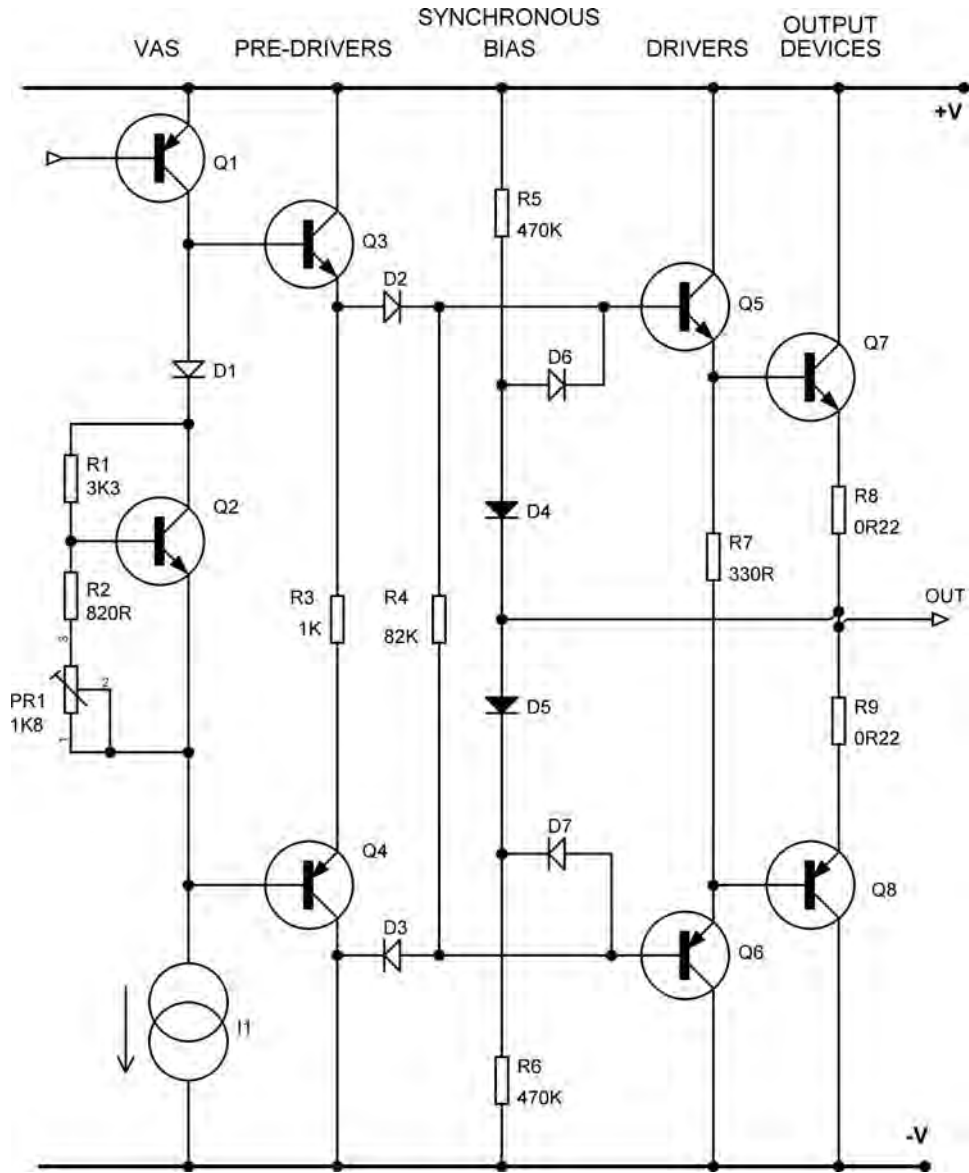 SYNCHRONOUS
VAS PRE-DRIVERS BIAS DRIVERS OUTPUT
DEVICES
+V
Q1
R5
470K
Q3
D2
Q5
Q7
D6
D1
R1
3K3
Q2
D4
R8
0R22
R7
330R
R2
820R
R3
1K
R4
82K
OUT
3
2
PR1
1K8
1
D5
R9
0R22
D7
Q4
Q8
D3
Q6
I1
R6
470K
-V